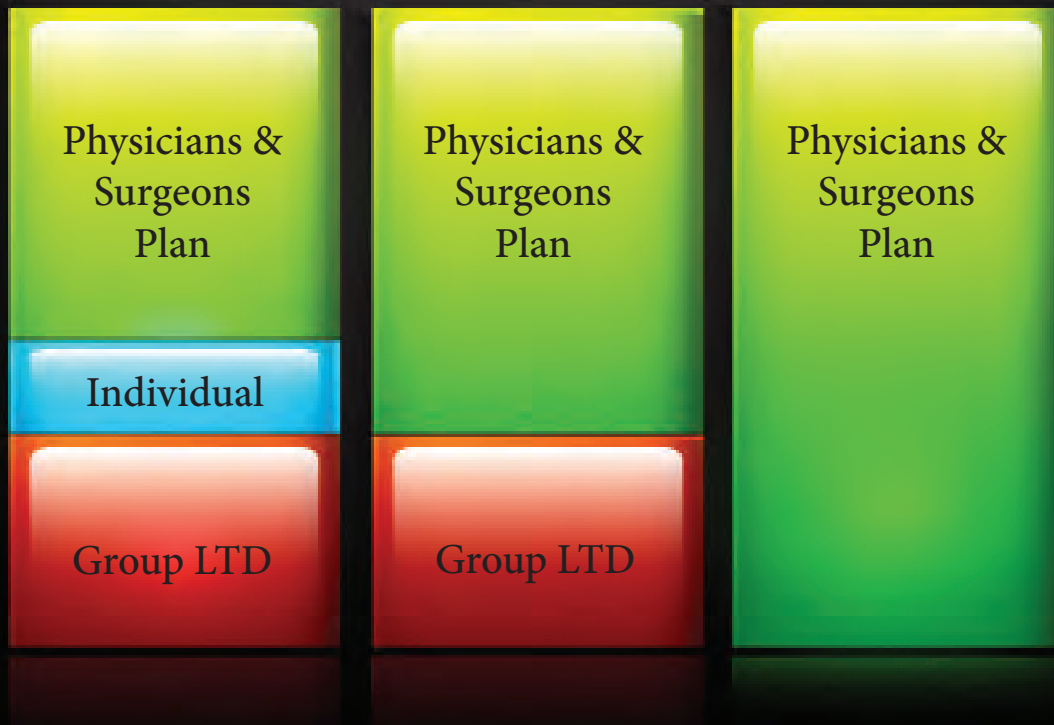 Physicians &
Surgeons
Plan
Individual
Group LTD
Physicians &
Surgeons
Plan
Group LTD
Physicians &
Surgeons
Plan